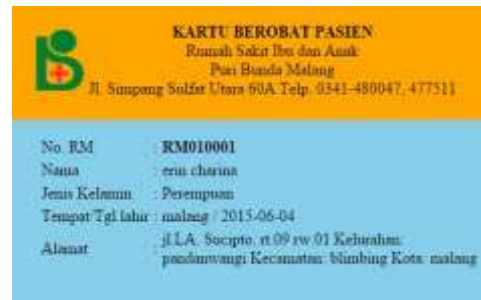 KARTU BEROBAT PASIEN
Rumah Sakit Ibu dan Anak
Puri Bunda Malang
Jl. Simpang Sulfat Utara 60A Telp. 0341-480047, 477511
No. RM : RM010001
Nama : erin charina
Jenis Kelamin : Perempuan
Tempat/Tgl lahir : malang / 2015-06-04
Alamat : jl.LA. Sucipto, rt.09 rw.01 Kelurahan:
pandanwangi Kecamatan: blimbing Kota: malang